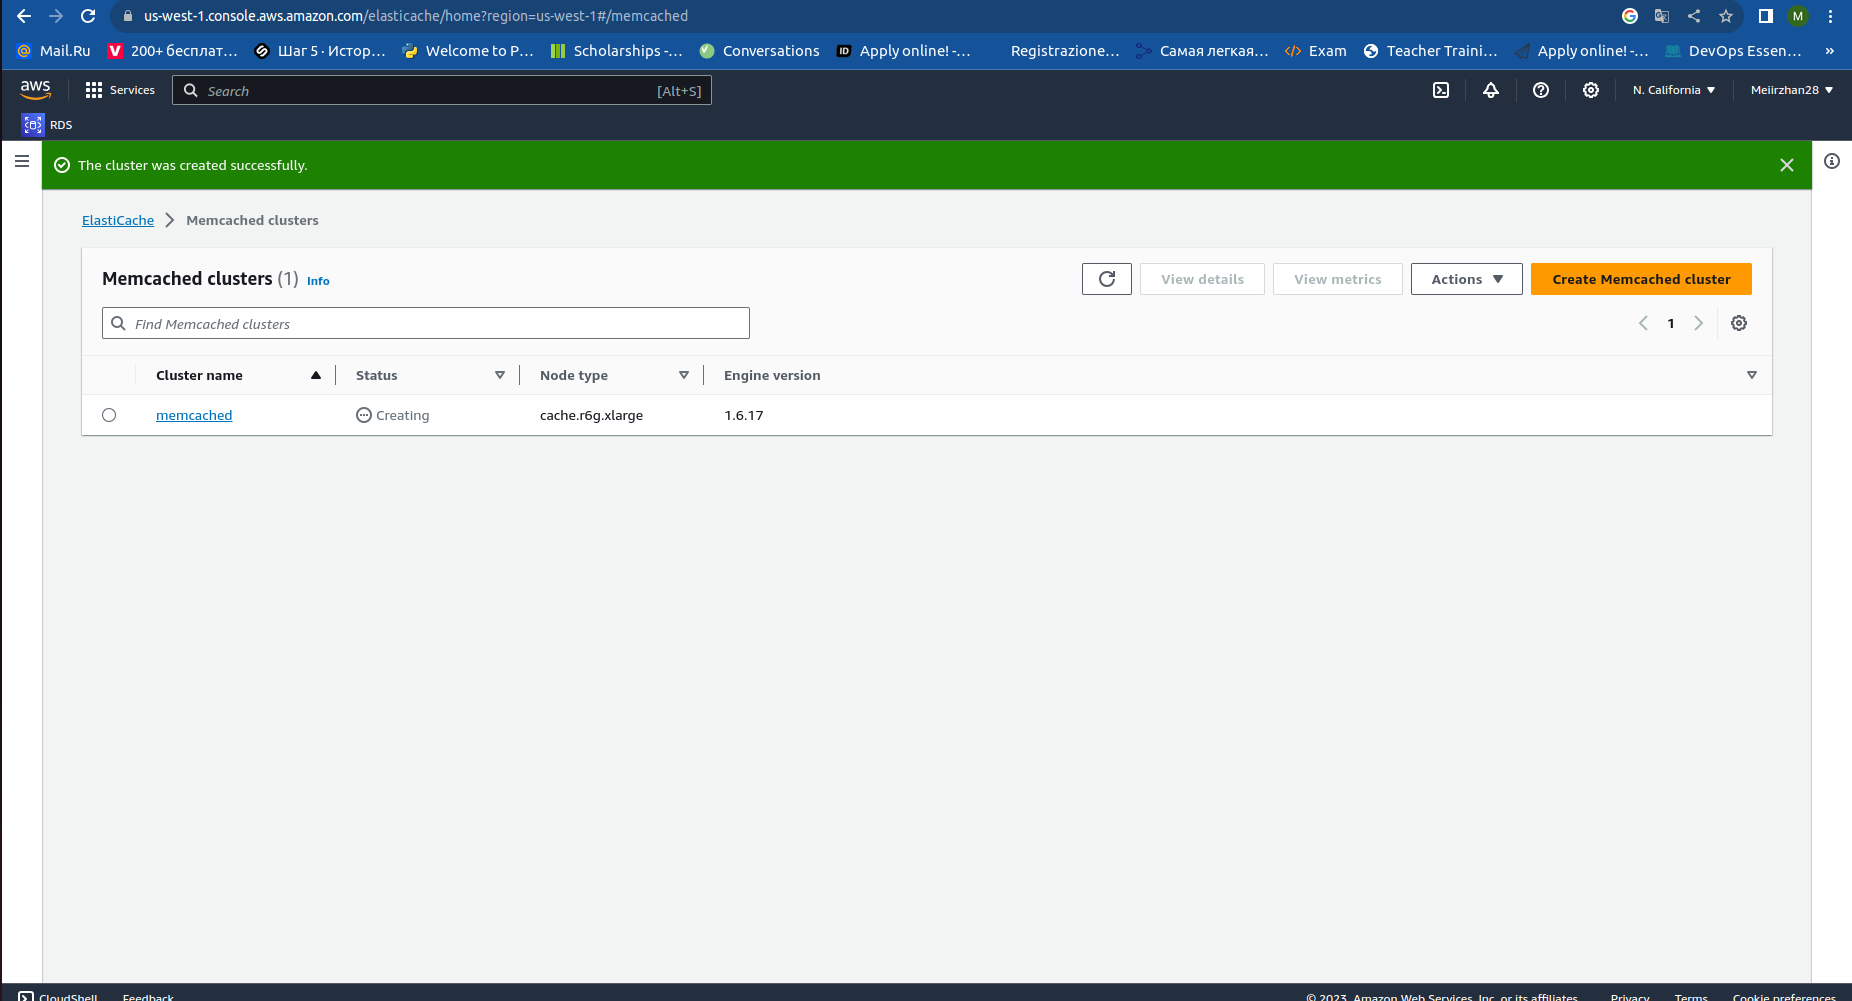 us-west-1.console.aws.amazon.com/elasticache/home?region=us-west-1#/memcached
M
Mail.Ru 200+ бесплат… Шаг 5 · Истор… Welcome to P… Scholarships -… Conversations Apply online! -… Registrazione… Самая легкая… Exam Teacher Traini… Apply online! -… DevOps Essen… »
aws Services Search [Alt+S] N. California Meiirzhan28
RDS
The cluster was created successfully.
ElastiCache Memcached clusters
Memcached clusters (1) Info View details View metrics Actions Create Memcached cluster
Find Memcached clusters 1
Cluster name Status Node type Engine version
memcached Creating cache.r6g.xlarge 1.6.17
CloudShell Feedback © 2023, Amazon Web Services, Inc. or its affiliates. Privacy Terms Cookie preferences